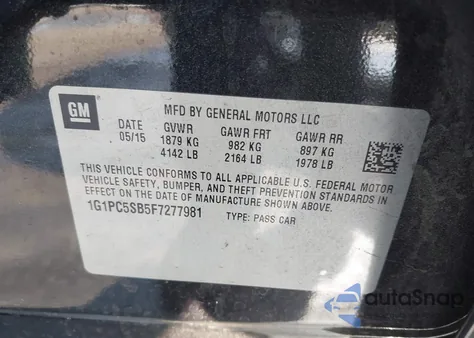 GM
MFD BY GENERAL MOTORS LLC
DATE GVWR GAWR FRT GAWR RR
05/15 1879 KG 982 KG 897 KG
4142 LB 2164 LB 1978 LB
THIS VEHICLE CONFORMS TO ALL APPLICABLE U.S. FEDERAL MOTOR
VEHICLE SAFETY, BUMPER, AND THEFT PREVENTION STANDARDS IN
EFFECT ON THE DATE OF MANUFACTURE SHOWN ABOVE.
1G1PC5SB5F7277981 TYPE: PASS CAR
autoSnap